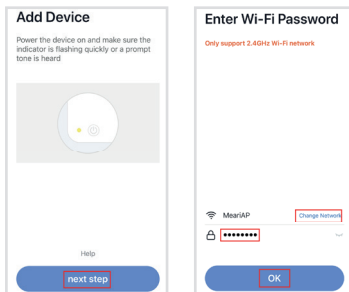 Add Device
Power the device on and make sure the
indicator is flashing quickly or a prompt
tone is heard
Help
next step
Enter Wi-Fi Password
Only support 2.4GHz Wi-Fi network
MeariAP
Change Network
••••••••
OK